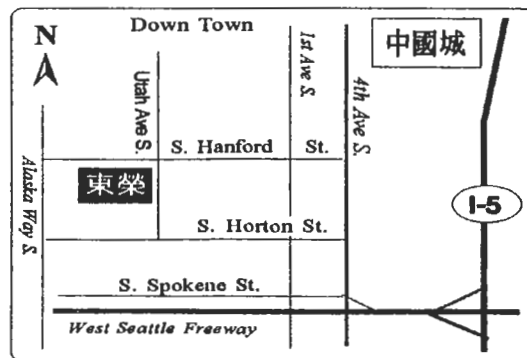 N
Down Town
中國城
Utah Ave S.
1st Ave S.
4th Ave S.
S. Hanford St.
Alaska Way S.
東榮
I-5
S. Horton St.
S. Spokene St.
West Seattle Freeway